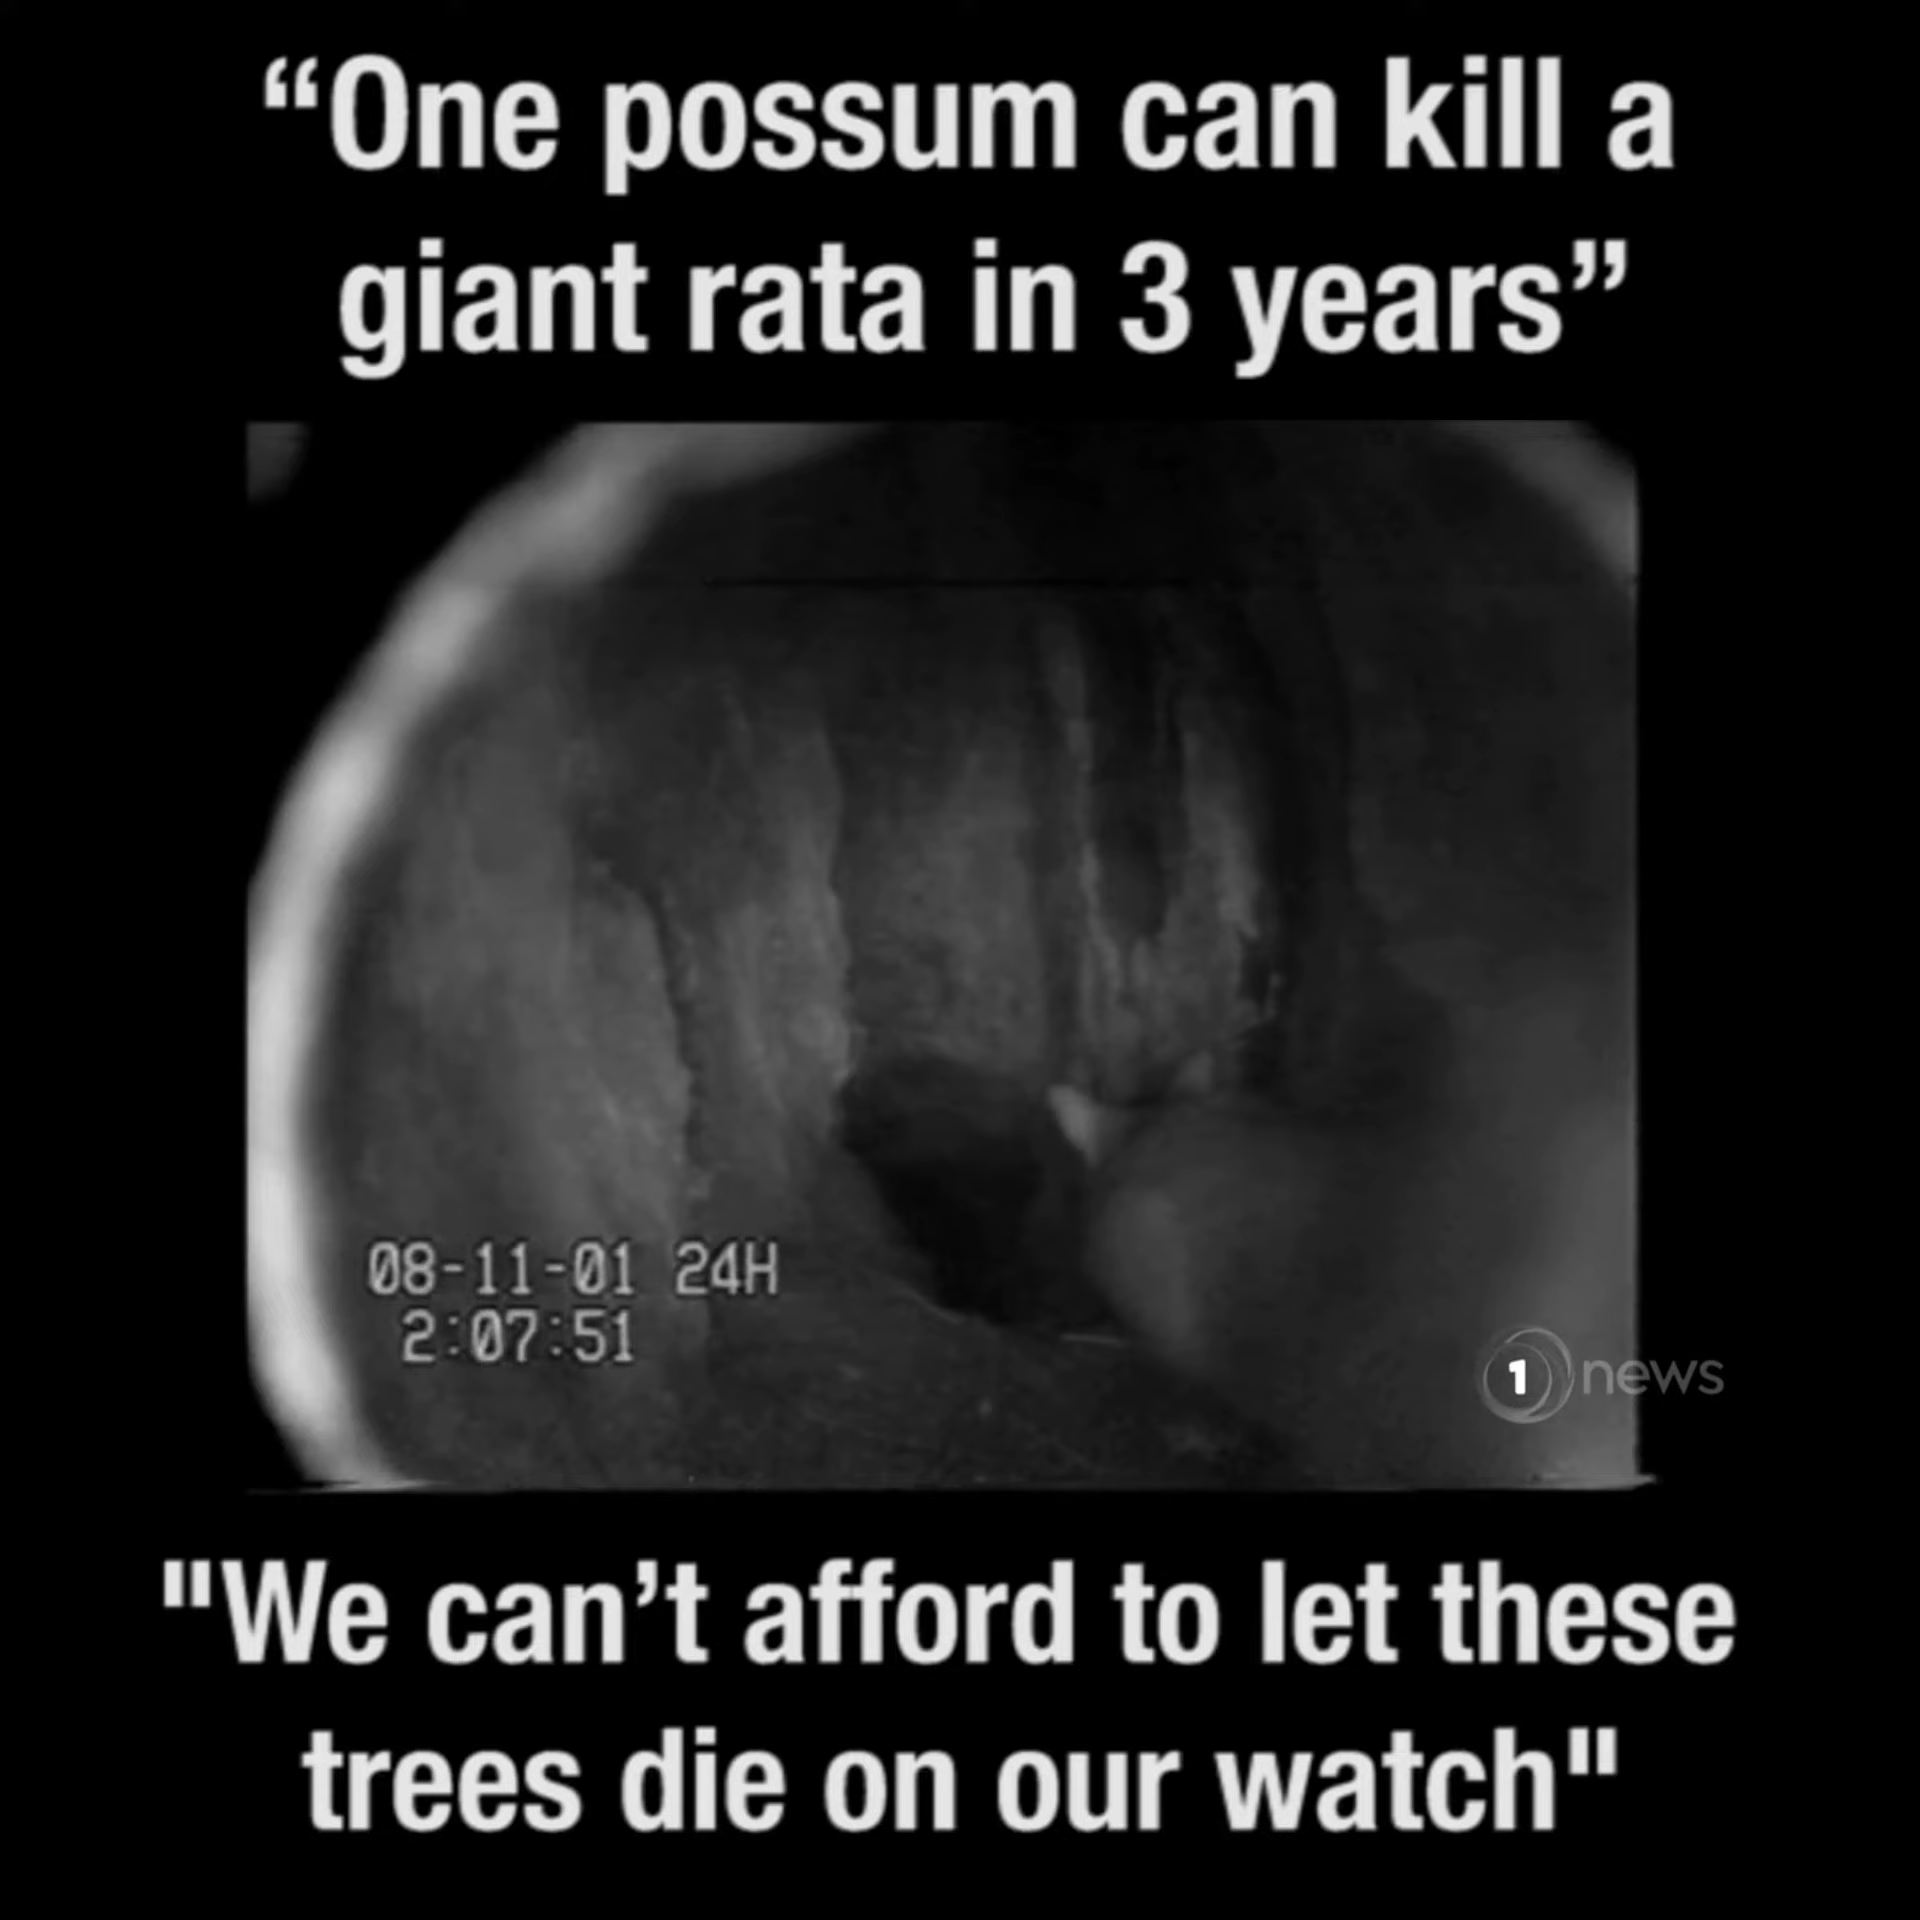 “One possum can kill a
giant rata in 3 years”
08-11-01 24H
2:07:51
1 news
"We can’t afford to let these
trees die on our watch"